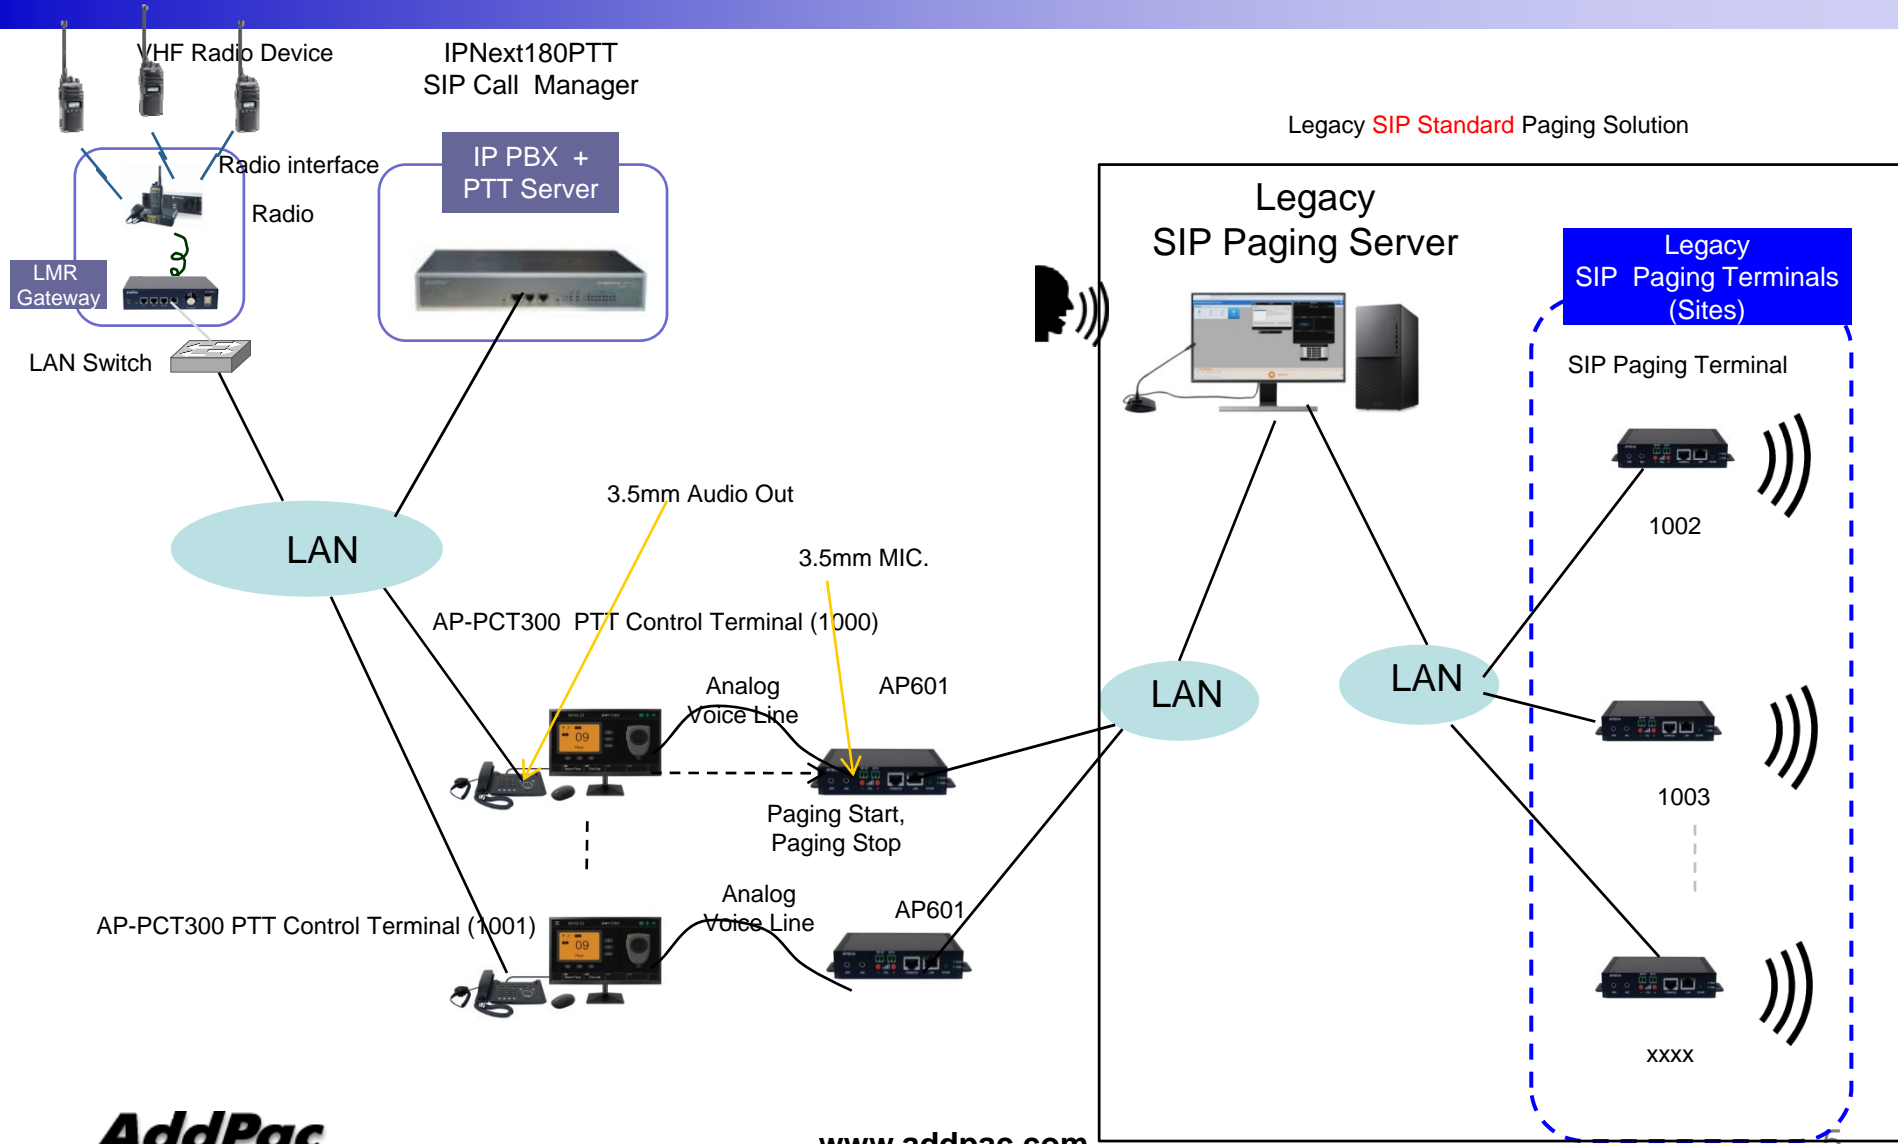 VHF Radio Device
IPNext180PTT
SIP Call Manager
Legacy SIP Standard Paging Solution
IP PBX +
PTT Server
Radio interface
Radio
LMR
Gateway
LAN Switch
Legacy
SIP Paging Server
Legacy
SIP Paging Terminals
(Sites)
SIP Paging Terminal
1002
3.5mm Audio Out
LAN
3.5mm MIC.
AP-PCT300 PTT Control Terminal (1000)
Analog
Voice Line
AP601
LAN
LAN
09
1003
Paging Start,
Paging Stop
Analog
Voice Line
AP601
AP-PCT300 PTT Control Terminal (1001)
09
xxxx
AddPac
www.addpac.com